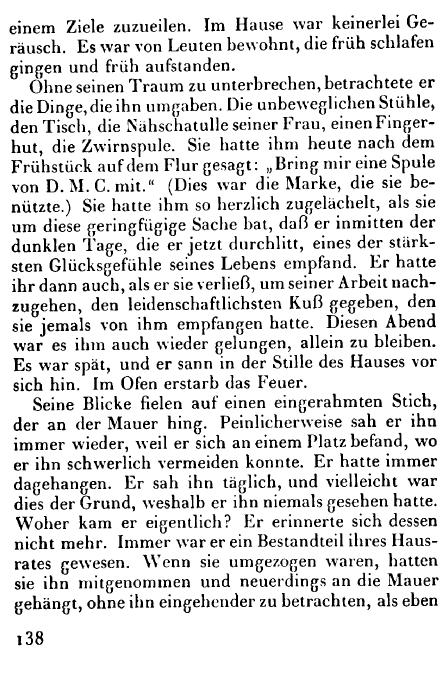 einem Ziele zuzueilen. Im Hause war keinerlei Ge-
räusch. Es war von Leuten bewohnt, die früh schlafen
gingen und früh aufstanden.
Ohne seinen Traum zu unterbrechen, betrachtete er
die Dinge, die ihn umgaben. Die unbeweglichen Stühle,
den Tisch, die Nähschatulle seiner Frau, einen Finger-
hut, die Zwirnspule. Sie hatte ihm heute nach dem
Frühstück auf dem Flur gesagt: „Bring mir eine Spule
von D. M. C. mit.“ (Dies war die Marke, die sie be-
nützte.) Sie hatte ihm so herzlich zugelächelt, als sie
um diese geringfügige Sache bat, daß er inmitten der
dunklen Tage, die er jetzt durchlitt, eines der stärk-
sten Glücksgefühle seines Lebens empfand. Er hatte
ihr dann auch, als er sie verließ, um seiner Arbeit nach-
zugehen, den leidenschaftlichsten Kuß gegeben, den
sie jemals von ihm empfangen hatte. Diesen Abend
war es ihm auch wieder gelungen, allein zu bleiben.
Es war spät, und er sann in der Stille des Hauses vor
sich hin. Im Ofen erstarb das Feuer.
Seine Blicke fielen auf einen eingerahmten Stich,
der an der Mauer hing. Peinlicherweise sah er ihn
immer wieder, weil er sich an einem Platz befand, wo
er ihn schwerlich vermeiden konnte. Er hatte immer
dagehangen. Er sah ihn täglich, und vielleicht war
dies der Grund, weshalb er ihn niemals gesehen hatte.
Woher kam er eigentlich? Er erinnerte sich dessen
nicht mehr. Immer war er ein Bestandteil ihres Haus-
rates gewesen. Wenn sie umgezogen waren, hatten
sie ihn mitgenommen und neuerdings an die Mauer
gehängt, ohne ihn eingehender zu betrachten, als eben
138